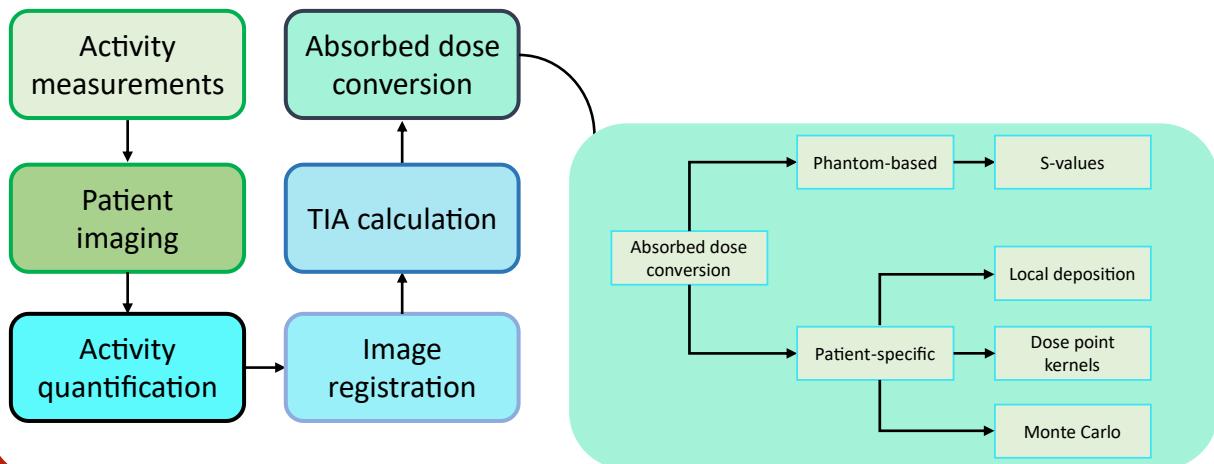 Activity
measurements
Patient
imaging
Activity
quantification
Image
registration
TIA calculation
Absorbed dose
conversion
Absorbed dose
conversion
Phantom-based
S-values
Patient-specific
Local deposition
Dose point
kernels
Monte Carlo